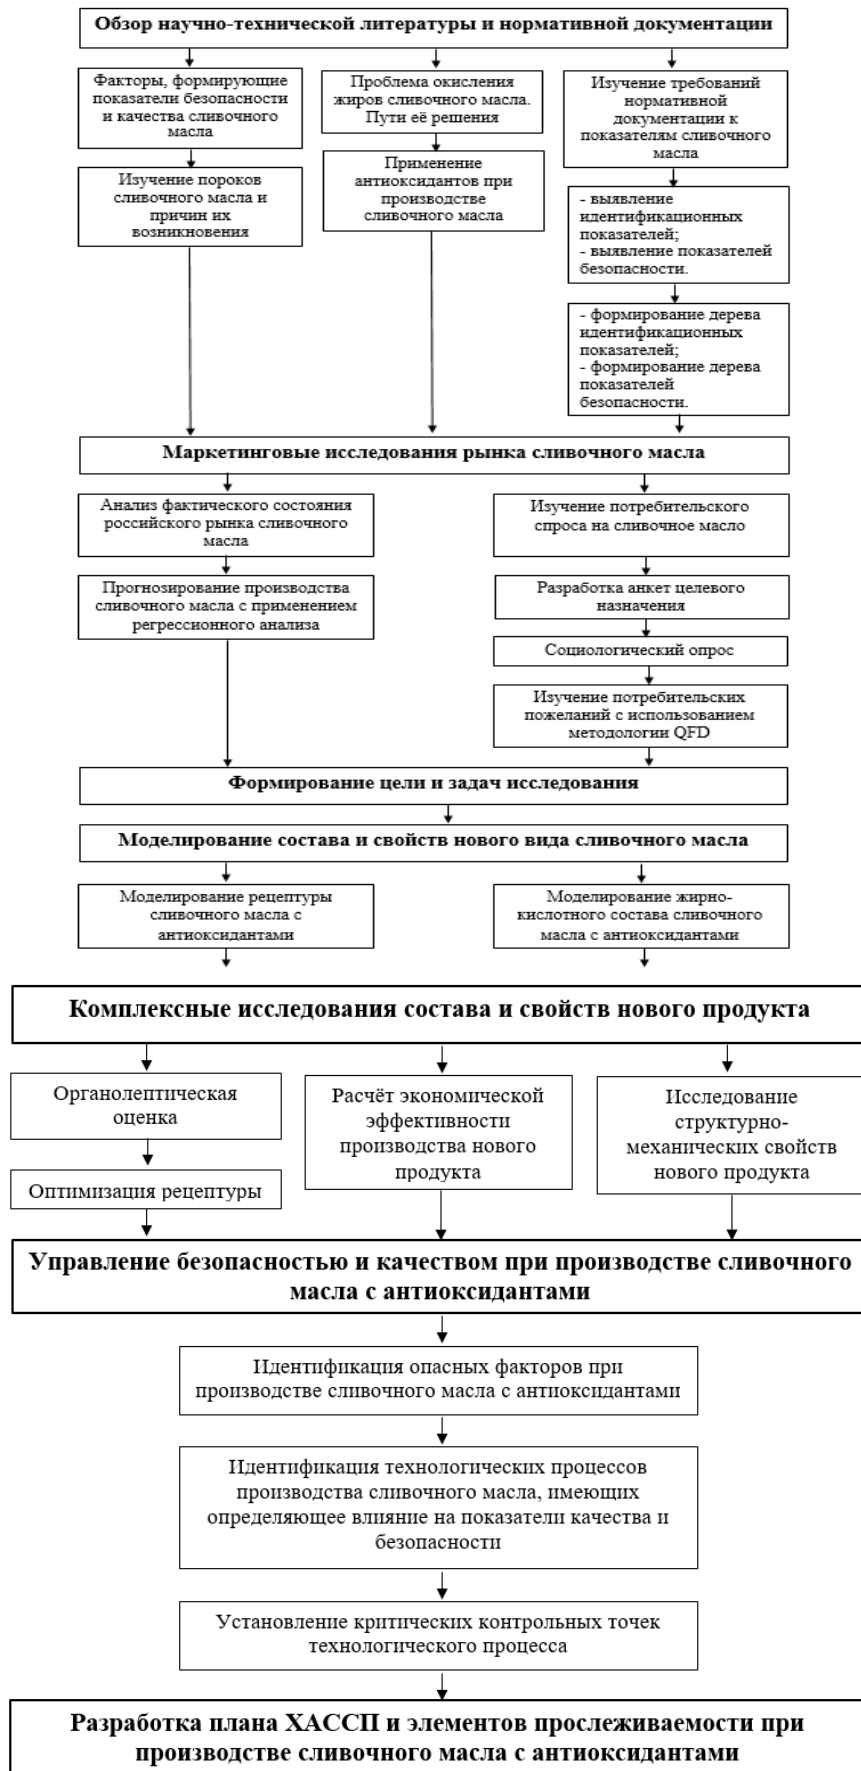 Обзор научно-технической литературы и нормативной документации
Факторы, формирующие
показатели безопасности
и качества сливочного
масла
Проблема окисления
жиров сливочного масла.
Пути её решения
Изучение требований
нормативной
документации к
показателям сливочного
масла
Изучение пороков
сливочного масла и
причин их
возникновения
Применение
антиоксидантов при
производстве
сливочного масла
- выявление
идентификационных
показателей;
- выявление показателей
безопасности.
- формирование дерева
идентификационных
показателей;
- формирование дерева
показателей
безопасности.
Маркетинговые исследования рынка сливочного масла
Анализ фактического состояния
российского рынка сливочного
масла
Изучение потребительского
спроса на сливочное масло
Прогнозирование производства
сливочного масла с применением
регрессионного анализа
Разработка анкет целевого
назначения
Социологический опрос
Изучение потребительских
пожеланий с использованием
методологии QFD
Формирование цели и задач исследования
Моделирование состава и свойств нового вида сливочного масла
Моделирование рецептуры
сливочного масла с
антиоксидантами
Моделирование жирно-
кислотного состава сливочного
масла с антиоксидантами
Комплексные исследования состава и свойств нового продукта
Органолептическая
оценка
Расчёт экономической
эффективности
производства нового
продукта
Исследование
структурно-
механических свойств
нового продукта
Оптимизация рецептуры
Управление безопасностью и качеством при производстве сливочного
масла с антиоксидантами
Идентификация опасных факторов при
производстве сливочного масла с антиоксидантами
Идентификация технологических процессов
производства сливочного масла, имеющих
определяющее влияние на показатели качества и
безопасности
Установление критических контрольных точек
технологического процесса
Разработка плана ХАССП и элементов прослеживаемости при
производстве сливочного масла с антиоксидантами